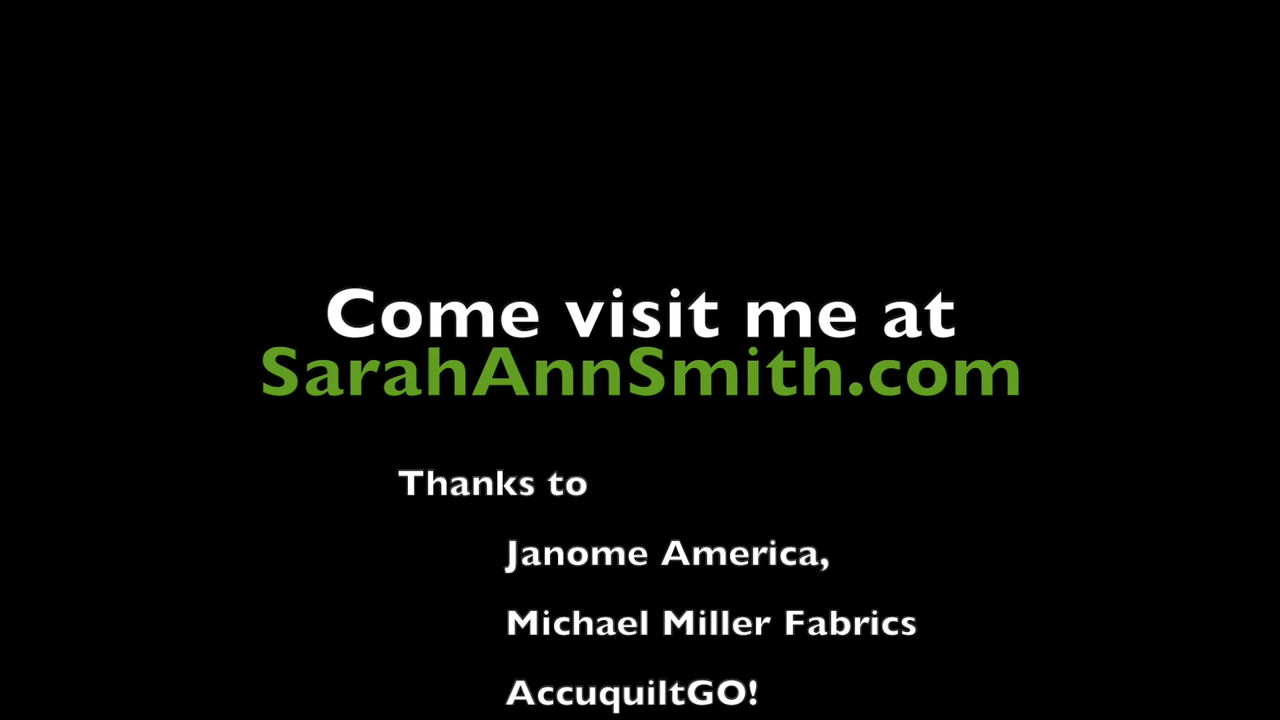 Come visit me at
SarahAnnSmith.com
Thanks to
Janome America,
Michael Miller Fabrics
AccuquiltGO!